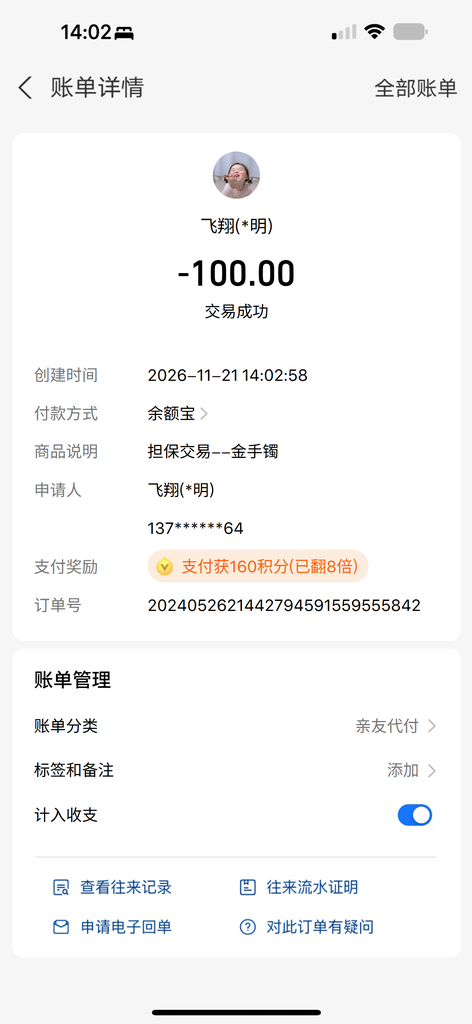 14:02
账单详情
全部账单
飞翔(*明)
-100.00
交易成功
创建时间 2026-11-21 14:02:58
付款方式 余额宝
商品说明 担保交易--金手镯
申请人 飞翔(*明)
137******64
支付奖励 支付获160积分(已翻8倍)
订单号 2024052621442794591559555842
账单管理
账单分类 亲友代付
标签和备注 添加
计入收支
查看往来记录 往来流水证明
申请电子回单 对此订单有疑问